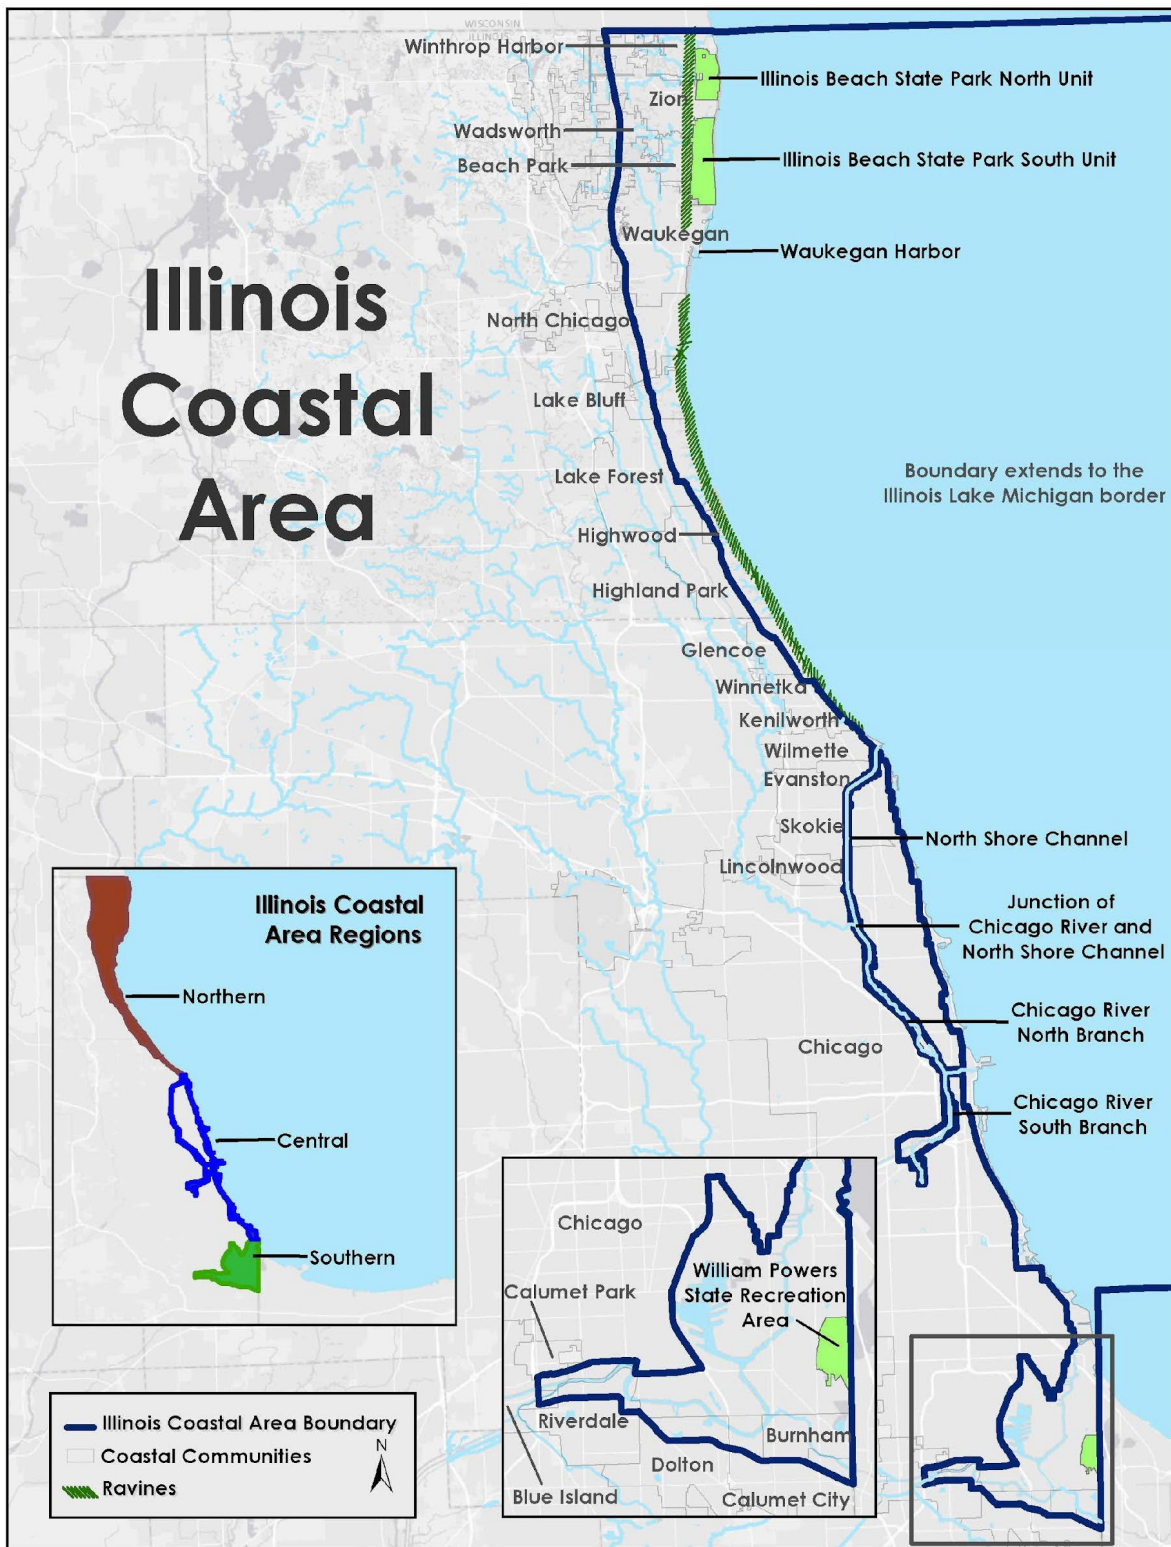 WISCONSIN
ILLINOIS
Winthrop Harbor
Illinois Beach State Park North Unit
Zion
Wadsworth
Beach Park
Illinois Beach State Park South Unit
Waukegan
Waukegan Harbor
Illinois
Coastal
Area
North Chicago
Lake Bluff
Lake Forest
Boundary extends to the
Illinois Lake Michigan border
Highwood
Highland Park
Glencoe
Winnetka
Kenilworth
Wilmette
Evanston
Skokie
North Shore Channel
Lincolnwood
Junction of
Chicago River and
North Shore Channel
Chicago River
North Branch
Chicago
Chicago River
South Branch
Illinois Coastal
Area Regions
Northern
Central
Southern
Chicago
William Powers
State Recreation
Area
Calumet Park
Riverdale
Burnham
Dolton
Blue Island
Calumet City
Illinois Coastal Area Boundary
Coastal Communities
Ravines
N